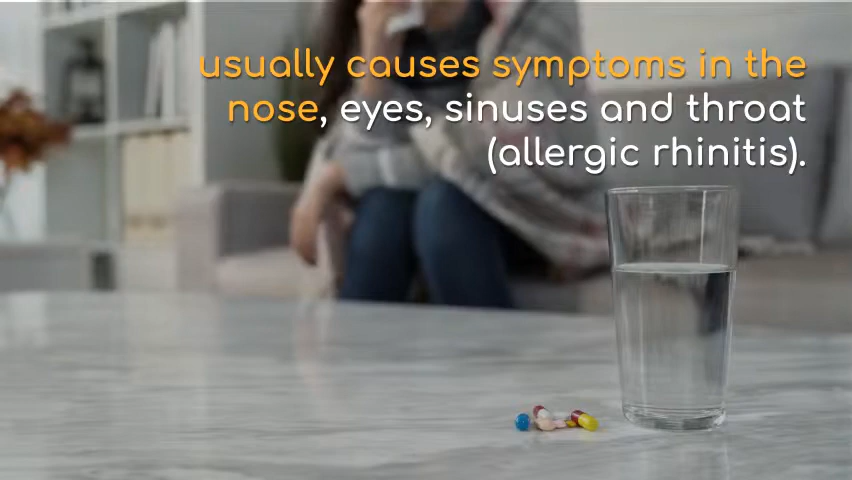 usually causes symptoms in the
nose, eyes, sinuses and throat
(allergic rhinitis).